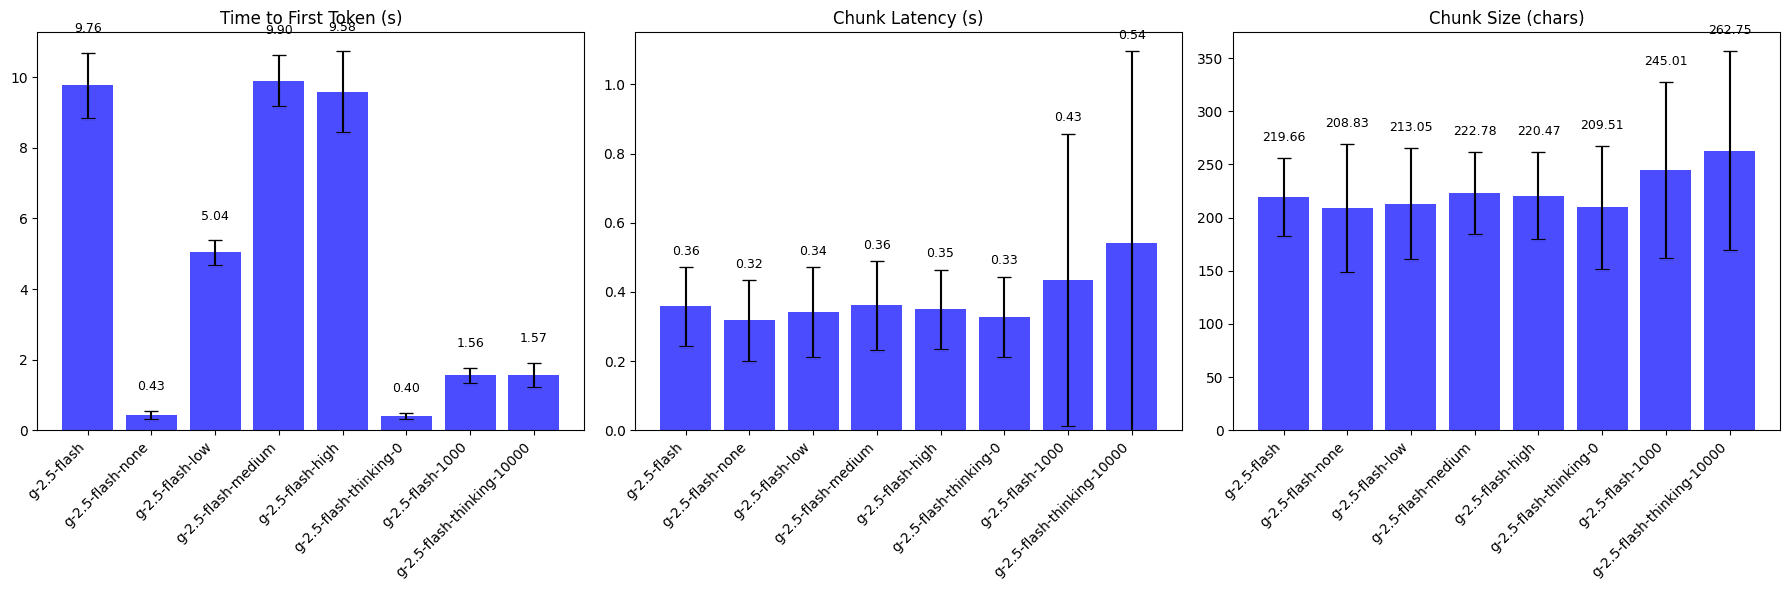 Time to First Token (s)
9.76
0.43
5.04
9.90
9.58
0.40
1.56
1.57
10
8
6
4
2
0
g-2.5-flash
g-2.5-flash-none
g-2.5-flash-low
g-2.5-flash-medium
g-2.5-flash-high
g-2.5-flash-thinking-0
g-2.5-flash-1000
g-2.5-flash-thinking-10000
Chunk Latency (s)
0.36
0.32
0.34
0.36
0.35
0.33
0.43
0.54
1.0
0.8
0.6
0.4
0.2
0.0
g-2.5-flash
g-2.5-flash-none
g-2.5-flash-low
g-2.5-flash-medium
g-2.5-flash-high
g-2.5-flash-thinking-0
g-2.5-flash-1000
g-2.5-flash-thinking-10000
Chunk Size (chars)
219.66
208.83
213.05
222.78
220.47
209.51
245.01
262.75
350
300
250
200
150
100
50
0
g-2.5-flash
g-2.5-flash-none
g-2.5-flash-low
g-2.5-flash-medium
g-2.5-flash-high
g-2.5-flash-thinking-0
g-2.5-flash-1000
g-2.5-flash-thinking-10000